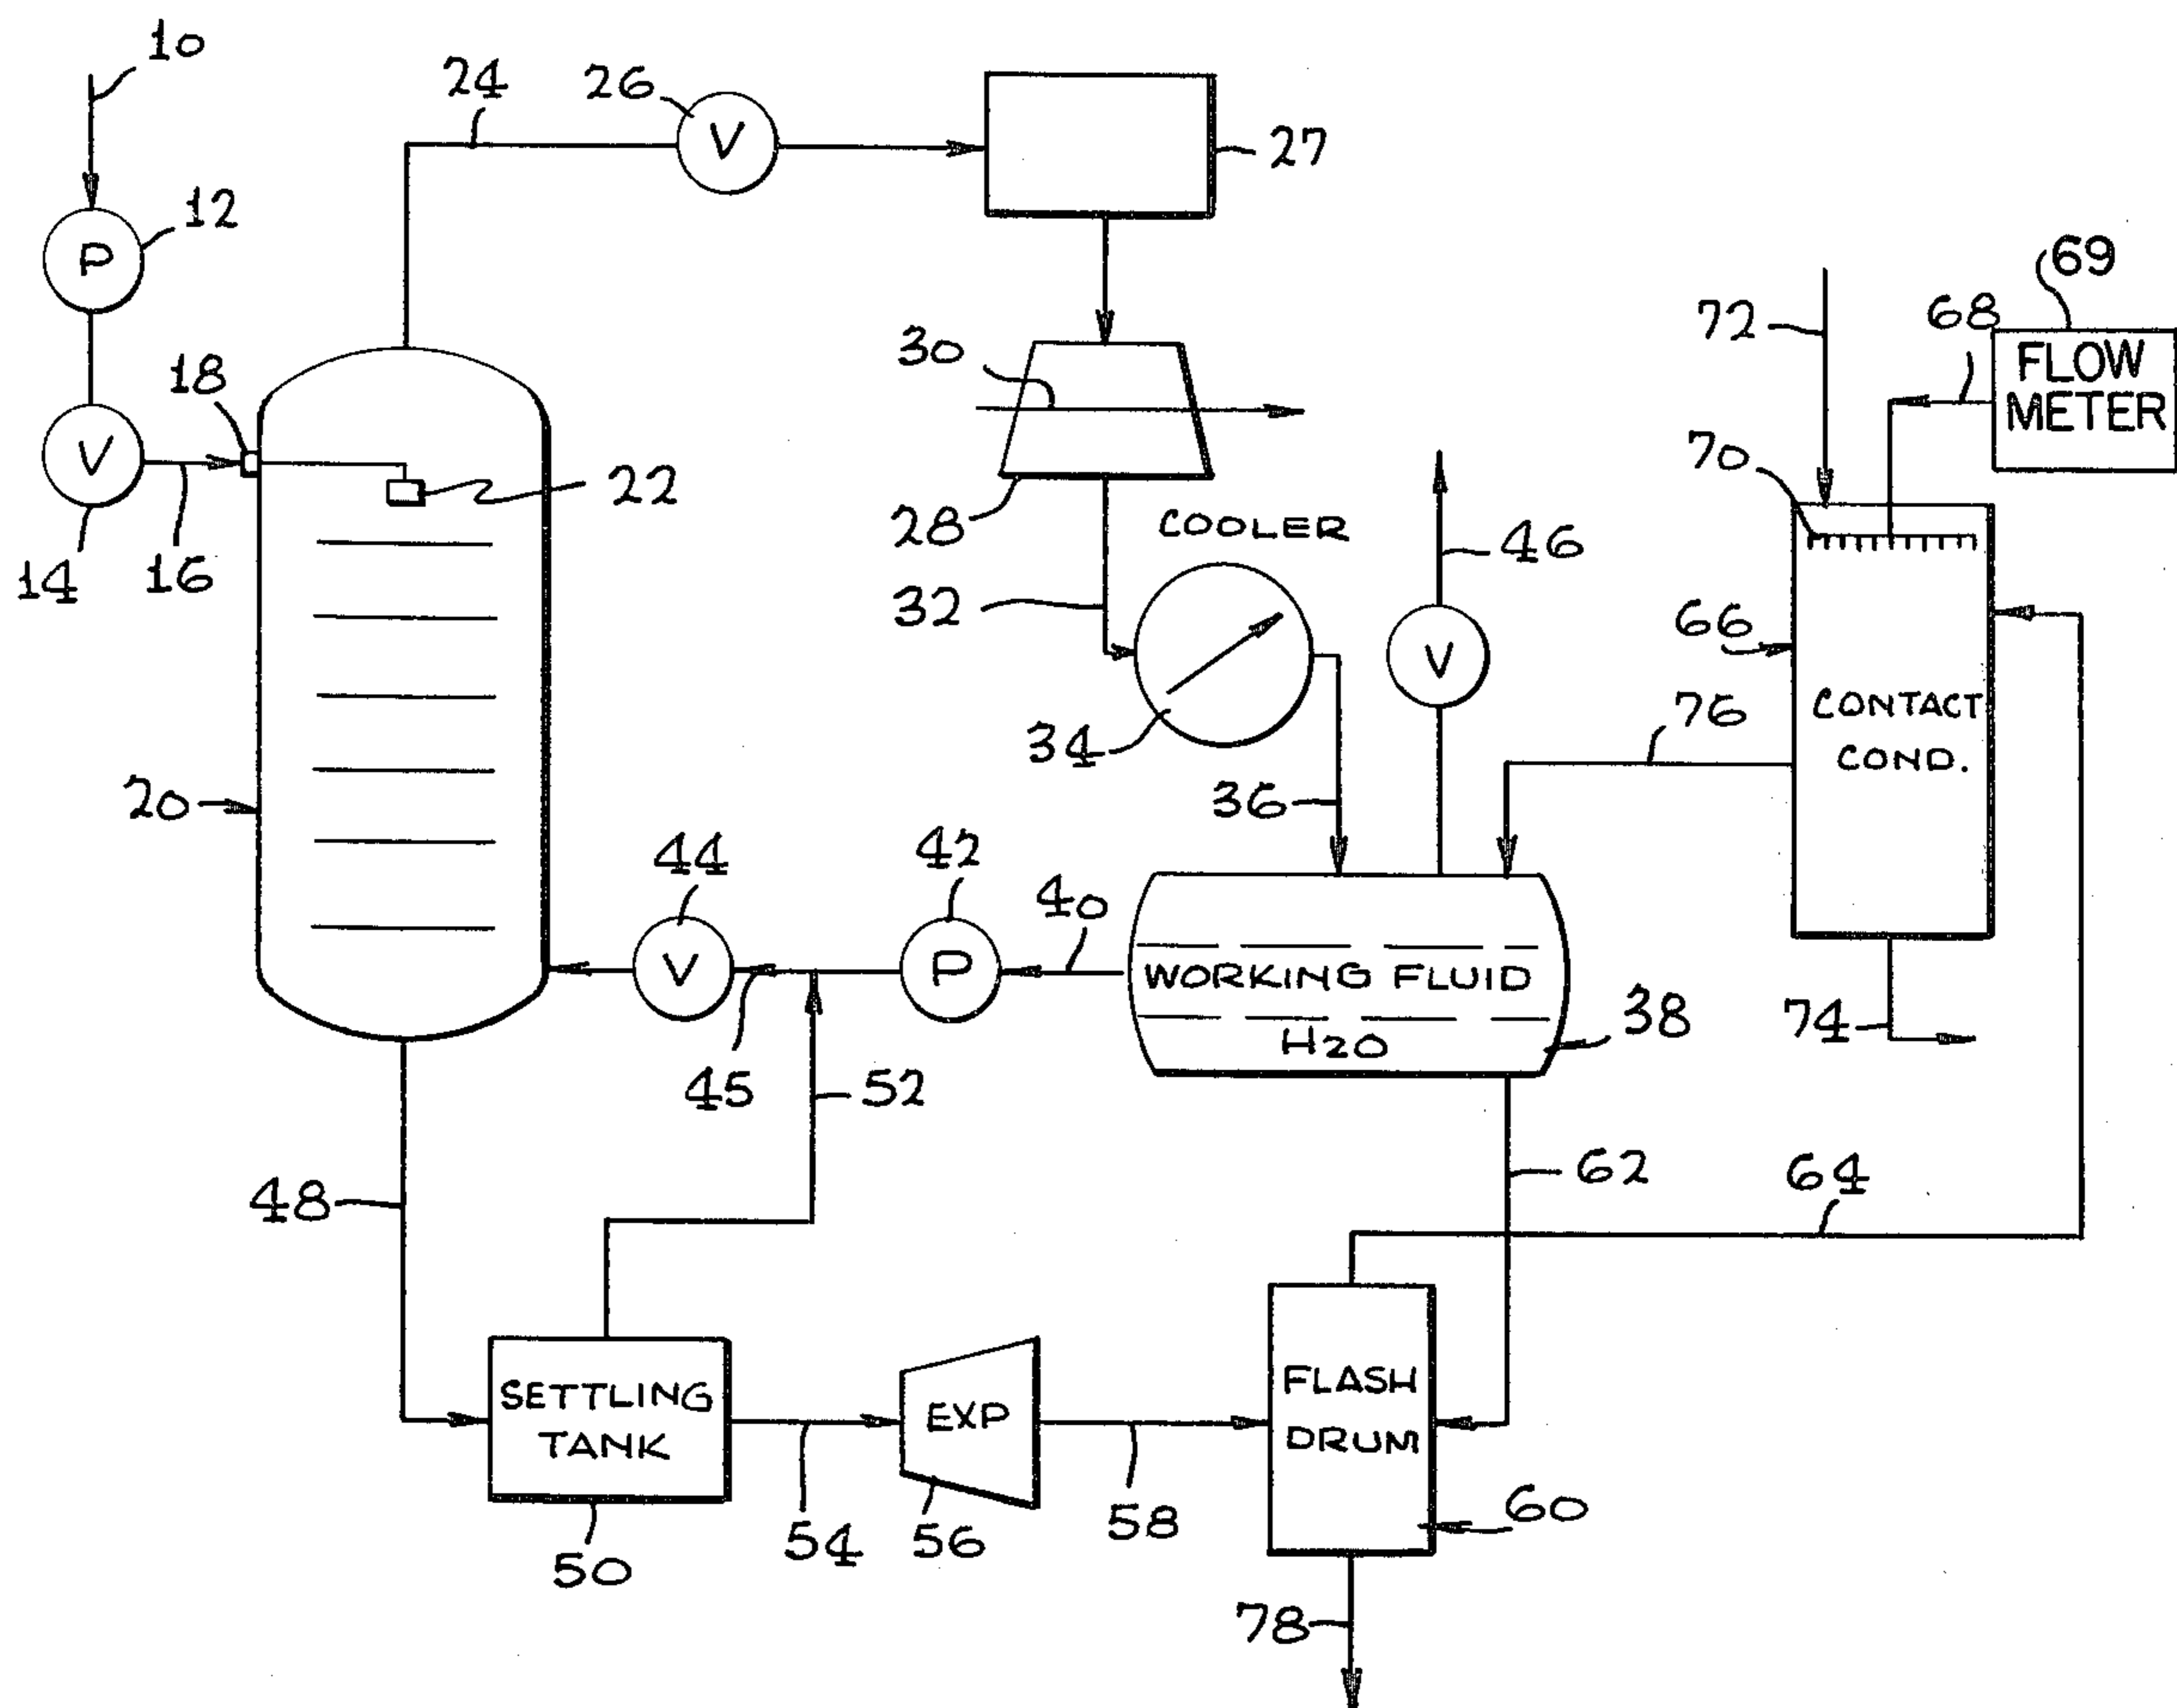 10
24
26
V
27
12
P
69
68
72
FLOW
METER
30
18
V
22
70
14
16
28
COOLER
46
32
V
66
34
76
CONTACT
COND.
36
20
44
42
40
V
P
WORKING FLUID
H2O
38
74
45
52
62
64
48
SETTLING
TANK
EXP
FLASH
DRUM
60
54
56
58
50
78